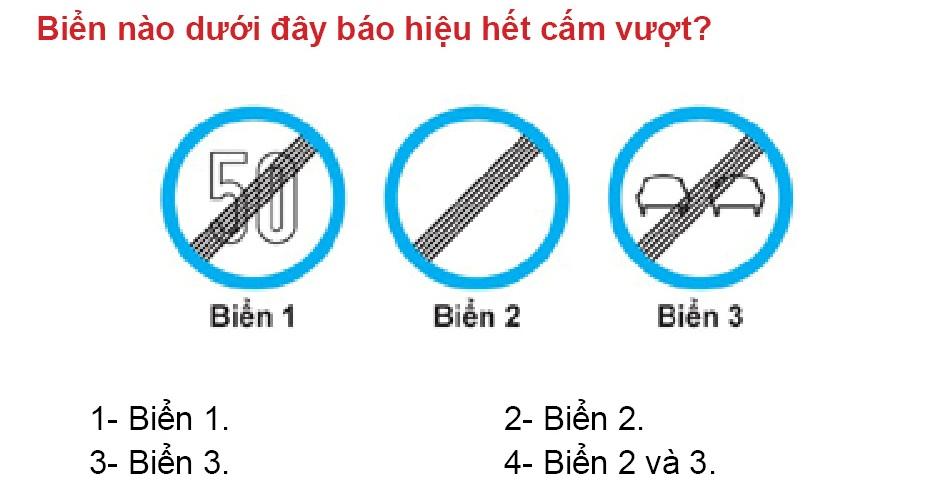 Biển nào dưới đây báo hiệu hết cấm vượt?
50
Biển 1 Biển 2 Biển 3
1- Biển 1. 2- Biển 2.
3- Biển 3. 4- Biển 2 và 3.